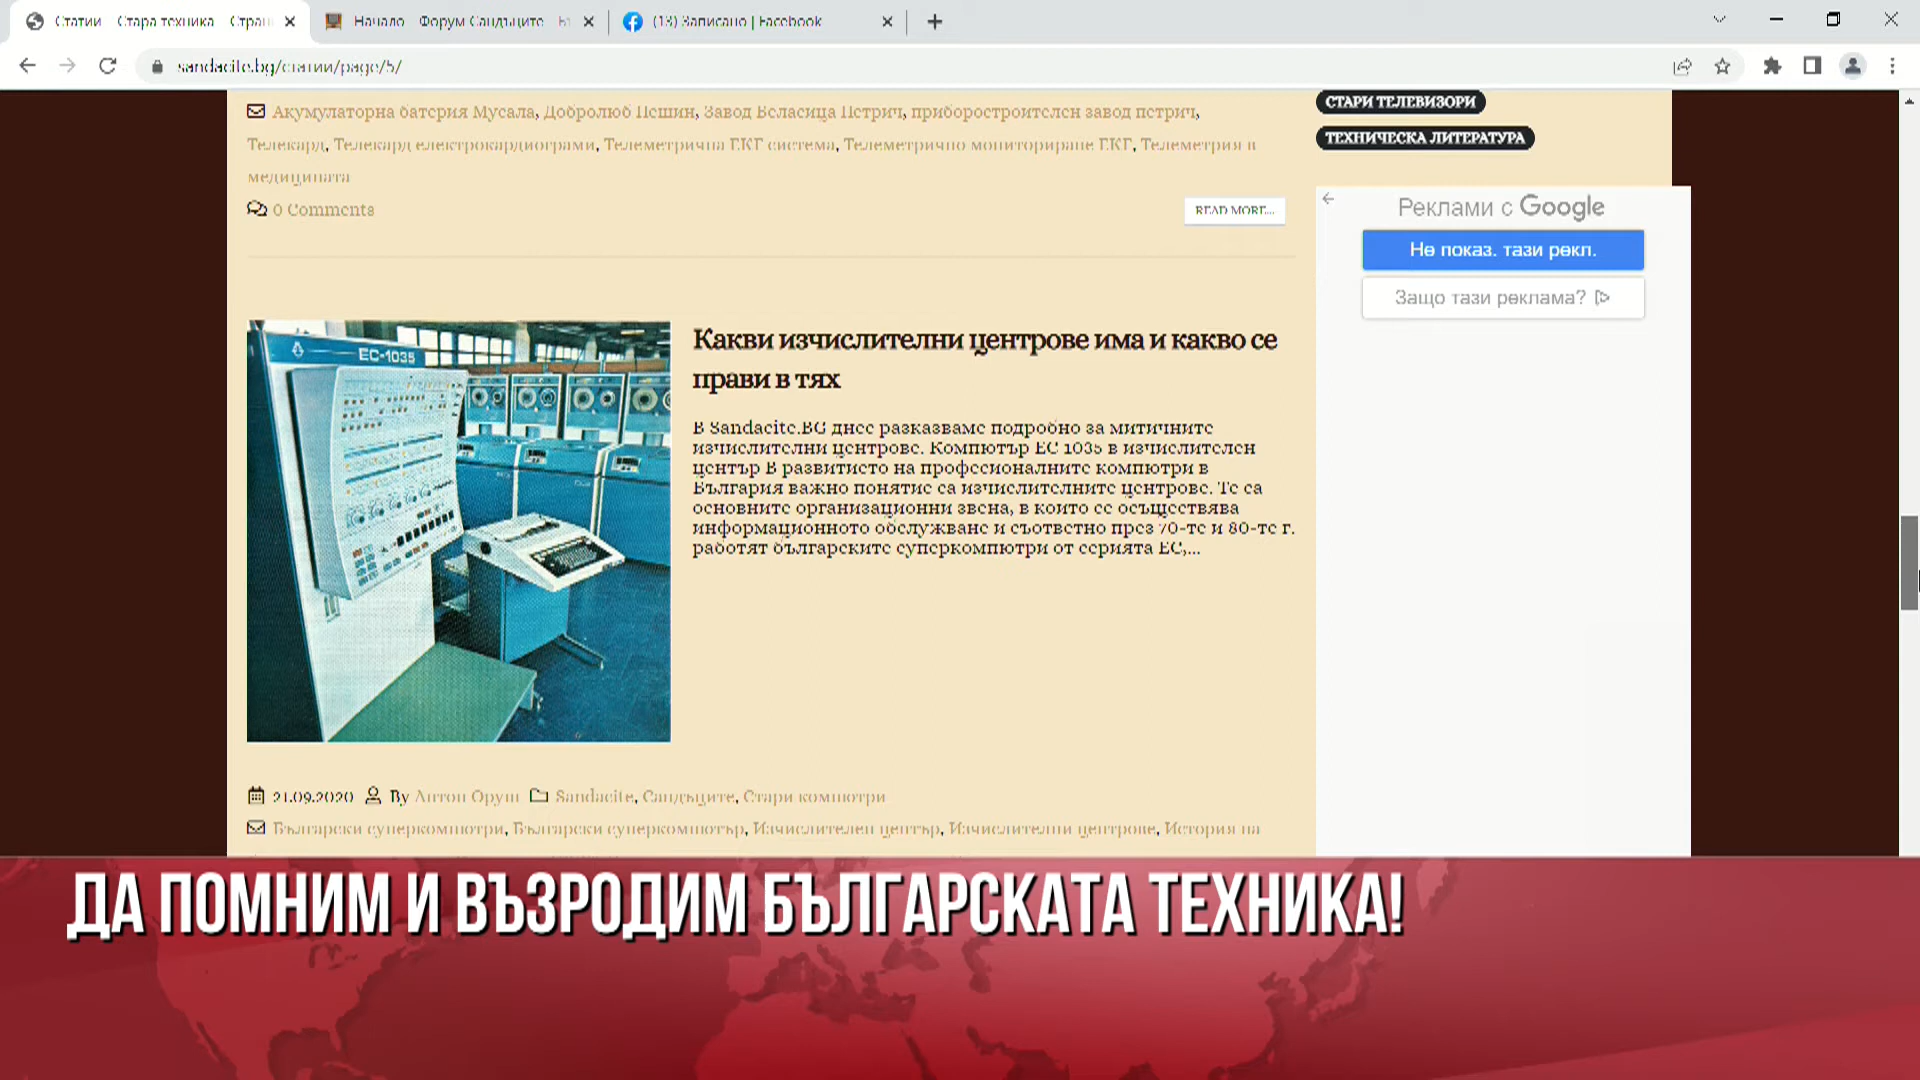 Статии Стара техника Стран
Начало Форум Сандъците
(13) Записано | Facebook
sandacite.bg/статии/page/5/
Акумулаторна батерия Мусала, Добролюб Пешин, Завод Беласица Петрич, приборостроителен завод петрич,
Телекард, Телекард електрокардиограми, Телеметрична ЕКГ система, Телеметрично мониториране ЕКГ, Телеметрия в
медицината
0 Comments
READ MORE...
СТАРИ ТЕЛЕВИЗОРИ
ТЕХНИЧЕСКА ЛИТЕРАТУРА
Реклами с Google
Не показ. тази рекл.
Защо тази реклама?
ЕС-1035
Какви изчислителни центрове има и какво се
прави в тях
В Sandacite.BG днес разказваме подробно за митичните
изчислителни центрове. Компютър ЕС 1035 в изчислителен
център В развитието на професионалните компютри в
България важно понятие са изчислителните центрове. Те са
основните организационни звена, в които се осъществява
информационното обслужване и съответно през 70-те и 80-те г.
работят българските суперкомпютри от серията ЕС,...
21.09.2020 By Антон Оруш Sandacite, Сандъците, Стари компютри
Български суперкомпютри, Български суперкомпютър, Изчислителен център, Изчислителни центрове, История на
ДА ПОМНИМ И ВЪЗРОДИМ БЪЛГАРСКАТА ТЕХНИКА!